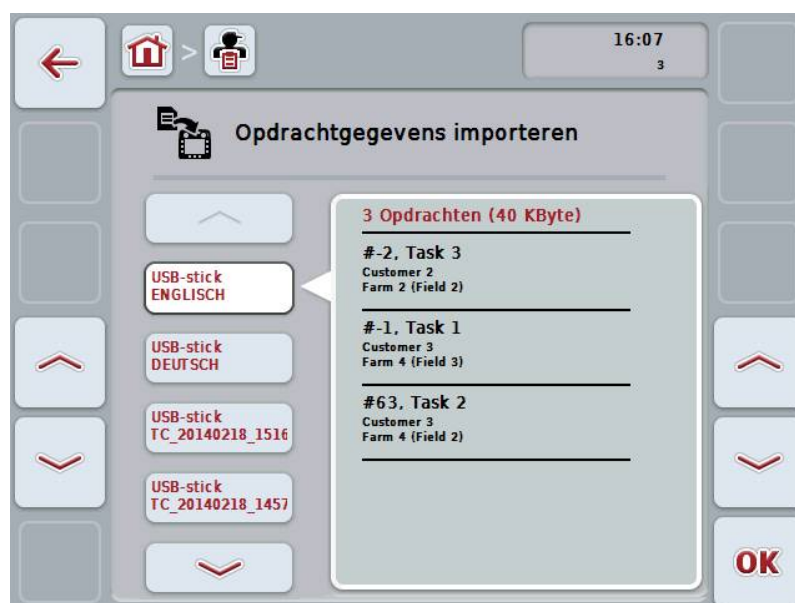 >
16:07
3
Opdrachtgegevens importeren
USB-stick
ENGLISCH
USB-stick
DEUTSCH
USB-stick
TC_20140218_1516
USB-stick
TC_20140218_1457
3 Opdrachten (40 KByte)
#-2, Task 3
Customer 2
Farm 2 (Field 2)
#-1, Task 1
Customer 3
Farm 4 (Field 3)
#63, Task 2
Customer 3
Farm 4 (Field 2)
OK